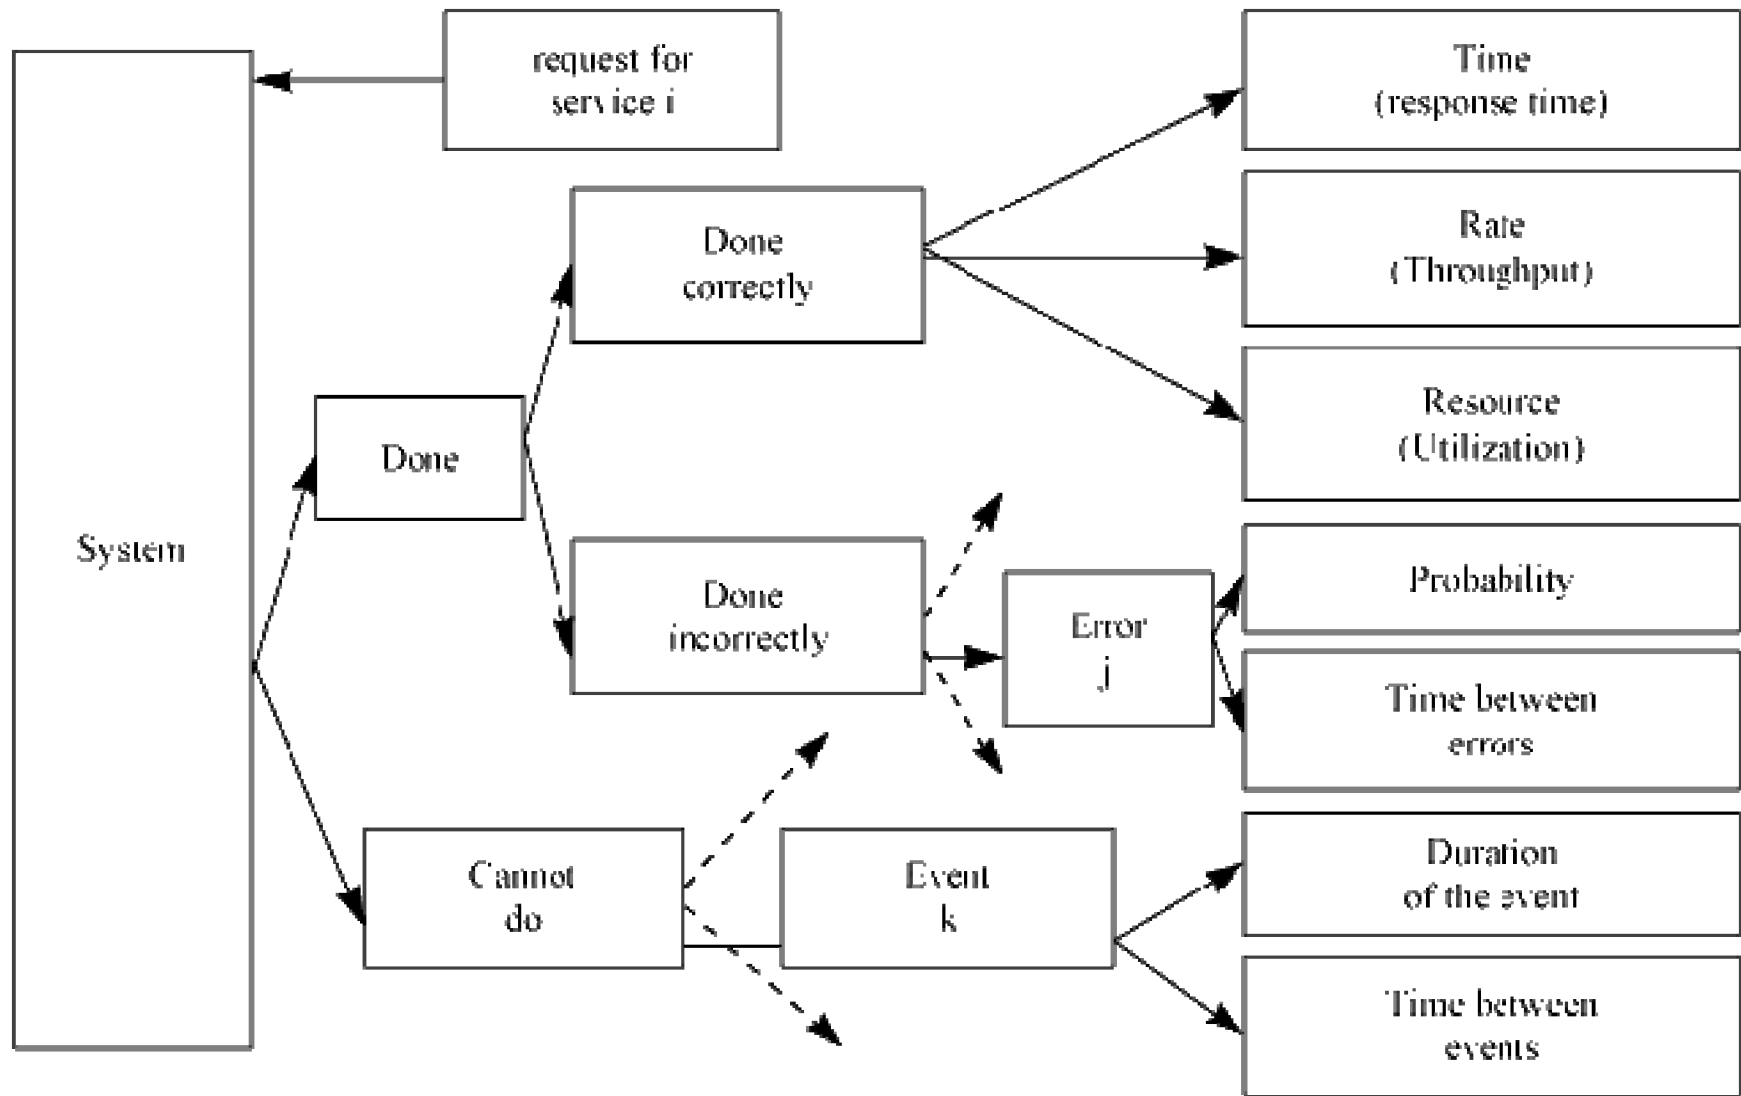 request for
service i
Time
(response time)
Done
correctly
Rate
(Throughput)
Resource
(Utilization)
Done
System
Done
incorrectly
Error
j
Probability
Time between
errors
Cannot
do
Event
k
Duration
of the event
Time between
events